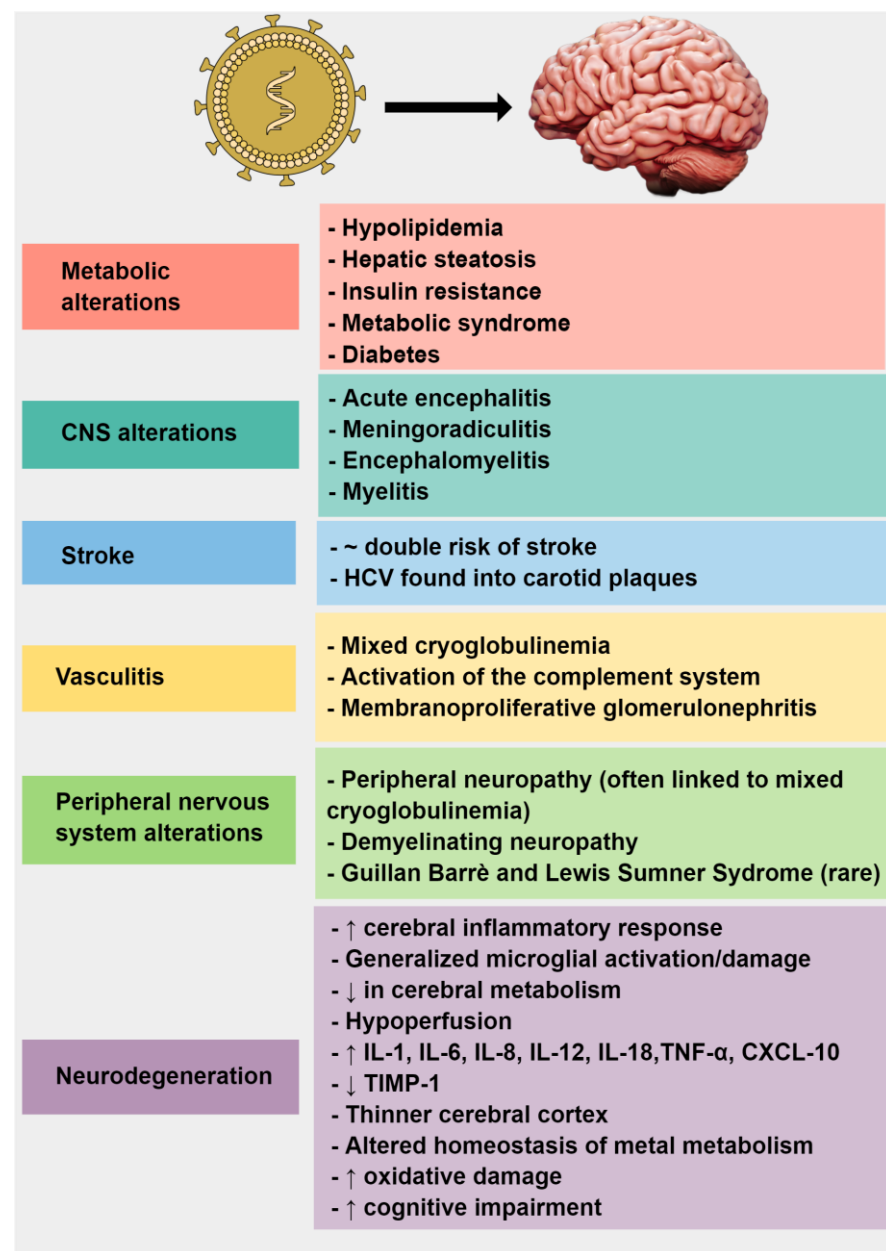 Metabolic
alterations
- Hypolipidemia
- Hepatic steatosis
- Insulin resistance
- Metabolic syndrome
- Diabetes
CNS alterations
- Acute encephalitis
- Meningoradiculitis
- Encephalomyelitis
- Myelitis
Stroke
- ~ double risk of stroke
- HCV found into carotid plaques
Vasculitis
- Mixed cryoglobulinemia
- Activation of the complement system
- Membranoproliferative glomerulonephritis
Peripheral nervous
system alterations
- Peripheral neuropathy (often linked to mixed
cryoglobulinemia)
- Demyelinating neuropathy
- Guillan Barrè and Lewis Sumner Sydrome (rare)
Neurodegeneration
- ↑ cerebral inflammatory response
- Generalized microglial activation/damage
- ↓ in cerebral metabolism
- Hypoperfusion
- ↑ IL-1, IL-6, IL-8, IL-12, IL-18,TNF-α, CXCL-10
- ↓ TIMP-1
- Thinner cerebral cortex
- Altered homeostasis of metal metabolism
- ↑ oxidative damage
- ↑ cognitive impairment